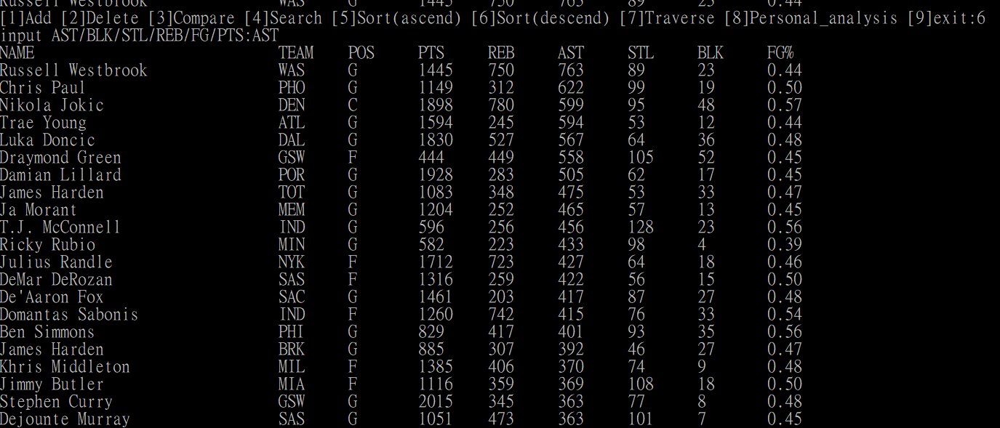 Russell Westbrook WAS G 1445 750 763 89 23 0.44
[1]Add [2]Delete [3]Compare [4]Search [5]Sort(ascend) [6]Sort(descend) [7]Traverse [8]Personal_analysis [9]exit:6
input AST/BLK/STL/REB/FG/PTS:AST
NAME TEAM POS PTS REB AST STL BLK FG%
Russell Westbrook WAS G 1445 750 763 89 23 0.44
Chris Paul PHO G 1149 312 622 99 19 0.50
Nikola Jokic DEN C 1898 780 599 95 48 0.57
Trae Young ATL G 1594 245 594 53 12 0.44
Luka Doncic DAL G 1830 527 567 64 36 0.48
Draymond Green GSW F 444 449 558 105 52 0.45
Damian Lillard POR G 1928 283 505 62 17 0.45
James Harden TOT G 1083 348 475 53 33 0.47
Ja Morant MEM G 1204 252 465 57 13 0.45
T.J. McConnell IND G 596 256 456 128 23 0.56
Ricky Rubio MIN G 582 223 433 98 4 0.39
Julius Randle NYK F 1712 723 427 64 18 0.46
DeMar DeRozan SAS F 1316 259 422 56 15 0.50
De'Aaron Fox SAC G 1461 203 417 87 27 0.48
Domantas Sabonis IND F 1260 742 415 76 33 0.54
Ben Simmons PHI G 829 417 401 93 35 0.56
James Harden BRK G 885 307 392 46 27 0.47
Khris Middleton MIL F 1385 406 370 74 9 0.48
Jimmy Butler MIA F 1116 359 369 108 18 0.50
Stephen Curry GSW G 2015 345 363 77 8 0.48
Dejounte Murray SAS G 1051 473 363 101 7 0.45